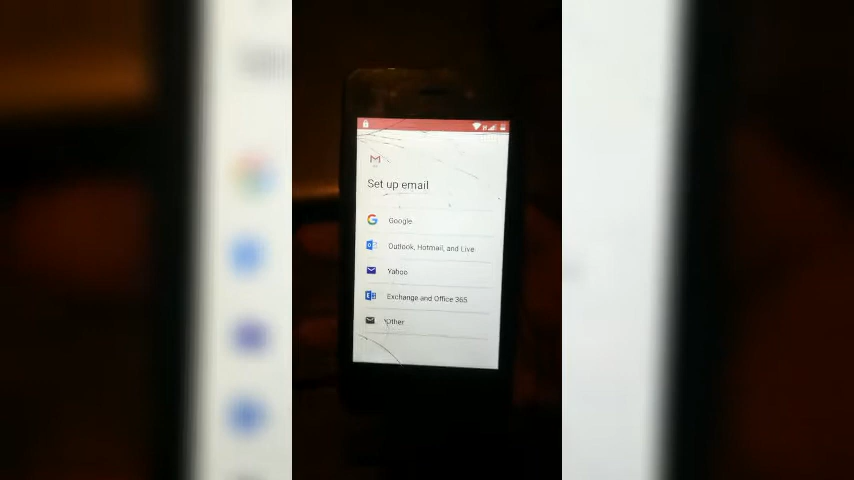 Set up email
Google
Outlook, Hotmail, and Live
Yahoo
Exchange and Office 365
Other